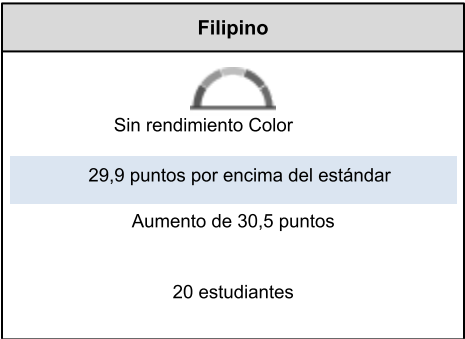 Filipino
Sin rendimiento Color
29,9 puntos por encima del estándar
Aumento de 30,5 puntos
20 estudiantes